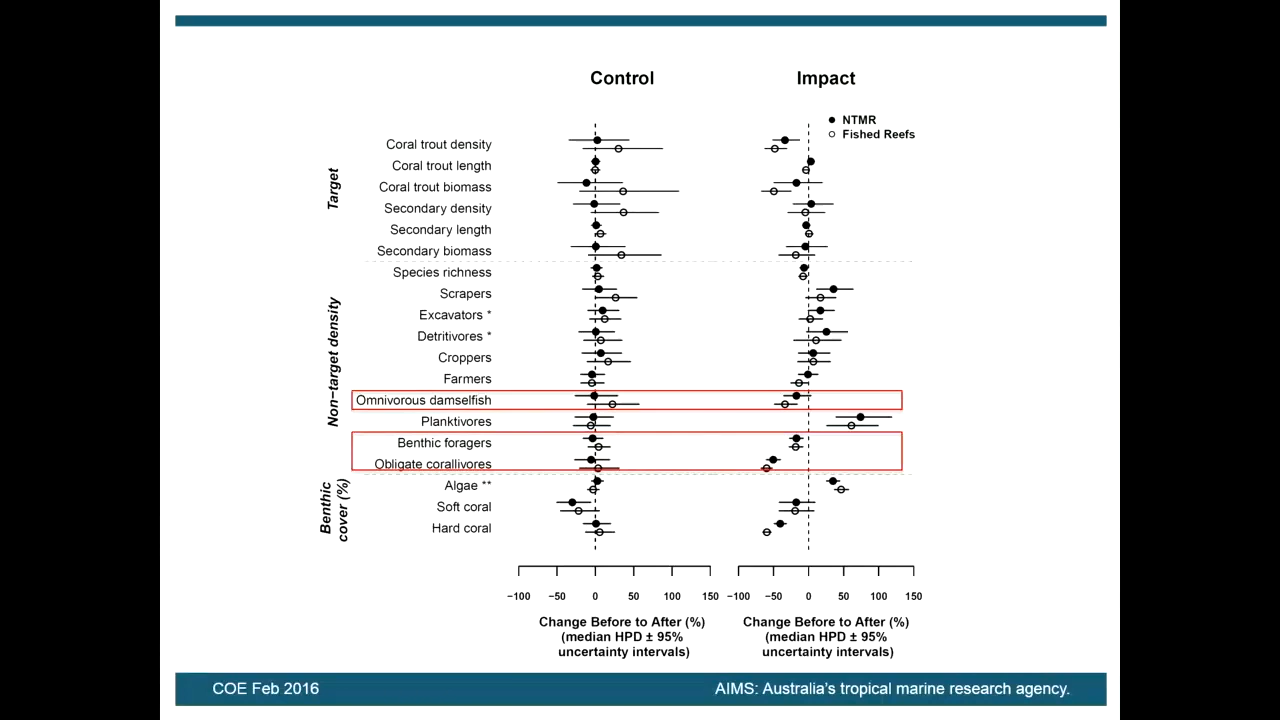 Control
Impact
NTMR
Fished Reefs
Target
Coral trout density
Coral trout length
Coral trout biomass
Secondary density
Secondary length
Secondary biomass
Non−target density
Species richness
Scrapers
Excavators *
Detritivores *
Croppers
Farmers
Omnivorous damselfish
Planktivores
Benthic foragers
Obligate corallivores
Benthic
cover (%)
Algae **
Soft coral
Hard coral
−100 −50 0 50 100 150
−100 −50 0 50 100 150
Change Before to After (%)
(median HPD ± 95%
uncertainty intervals)
Change Before to After (%)
(median HPD ± 95%
uncertainty intervals)
COE Feb 2016
AIMS: Australia's tropical marine research agency.